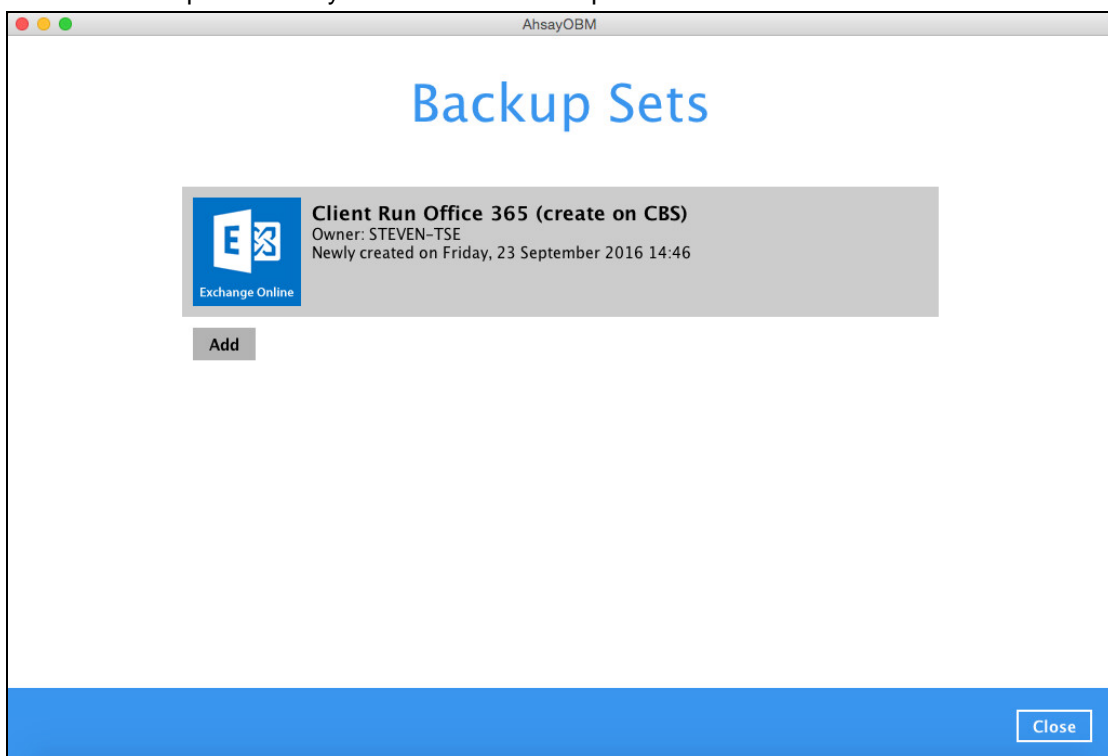 AhsayOBM
Backup Sets
Client Run Office 365 (create on CBS)
Owner: STEVEN-TSE
Newly created on Friday, 23 September 2016 14:46
E
Exchange Online
Add
Close